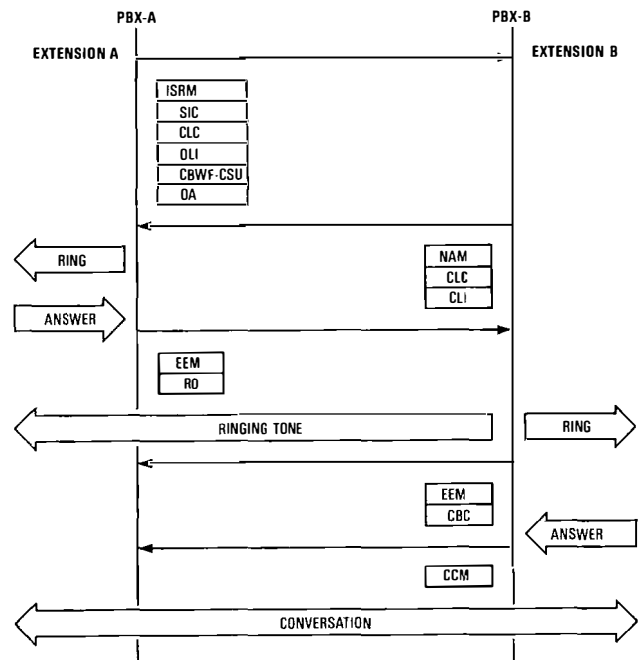 PBX-A PBX-B
EXTENSION A EXTENSION B
ISRM
SIC
CLC
OLI
CBWF-CSU
OA
RING
NAM
CLC
CLI
ANSWER
EEM
RO
RINGING TONE RING
EEM
CBC
ANSWER
CCM
CONVERSATION